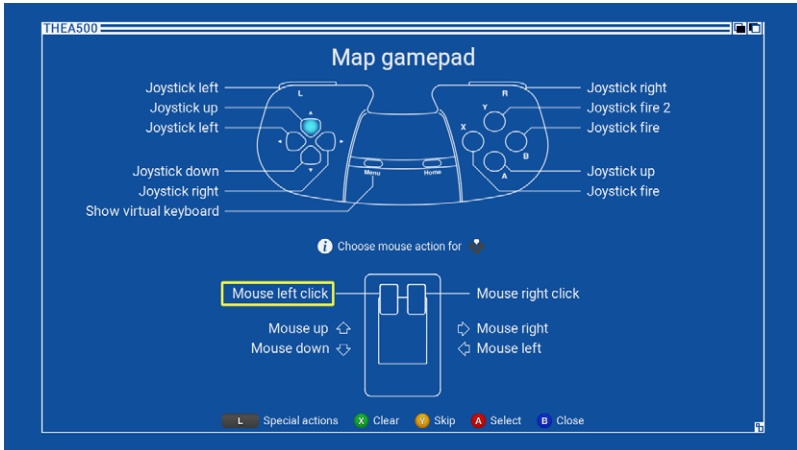 THEA500
Map gamepad
Joystick left
L
R
Joystick right
Joystick up
Y
Joystick fire 2
Joystick left
X
Joystick fire
B
Joystick down
Menu
Home
A
Joystick up
Joystick right
Joystick fire
Show virtual keyboard
i Choose mouse action for
Mouse left click
Mouse right click
Mouse up
Mouse right
Mouse down
Mouse left
L Special actions X Clear Y Skip A Select B Close